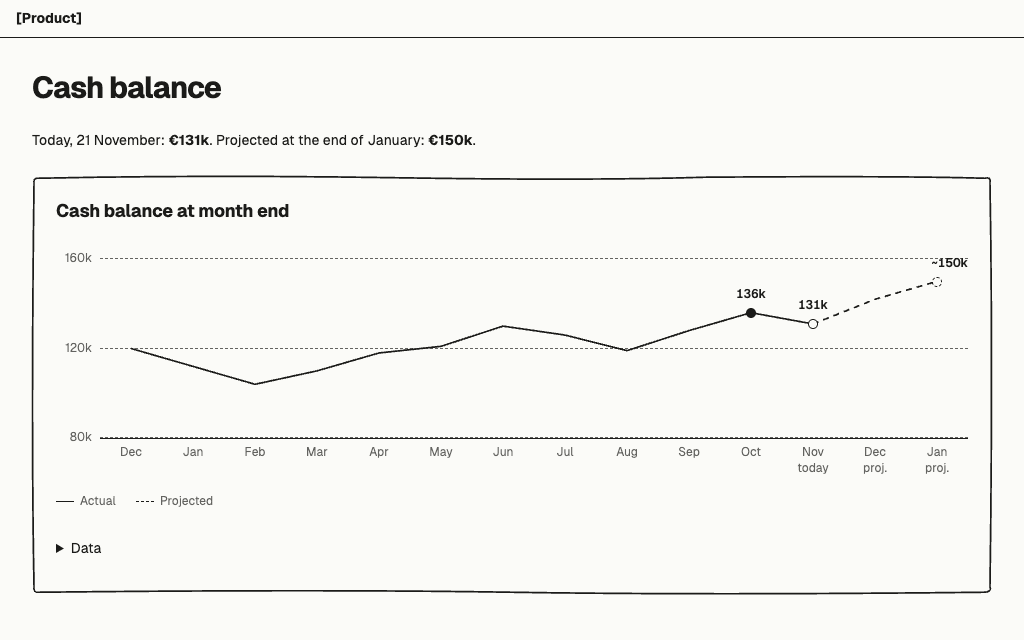 [Product]
Cash balance
Today, 21 November: €131k. Projected at the end of January: €150k.
Cash balance at month end
160k
~150k
136k
131k
120k
80k
Dec Jan Feb Mar Apr May Jun Jul Aug Sep Oct Nov Dec Jan
today proj. proj.
Actual Projected
Data